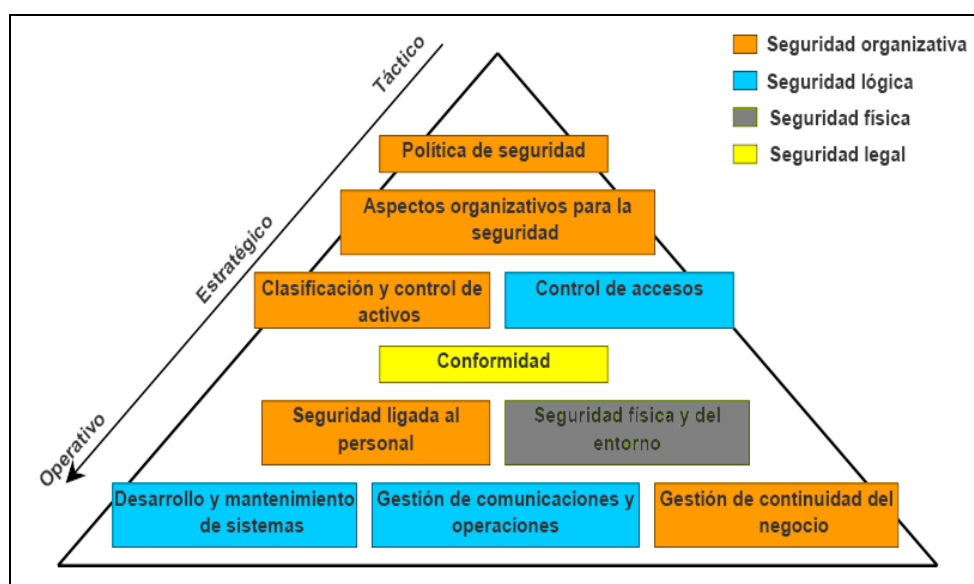 Táctico
Estratégico
Operativo
Seguridad organizativa
Seguridad lógica
Seguridad física
Seguridad legal
Política de seguridad
Aspectos organizativos para la
seguridad
Clasificación y control de
activos
Control de accesos
Conformidad
Seguridad ligada al
personal
Seguridad física y del
entorno
Desarrollo y mantenimiento
de sistemas
Gestión de comunicaciones y
operaciones
Gestión de continuidad del
negocio